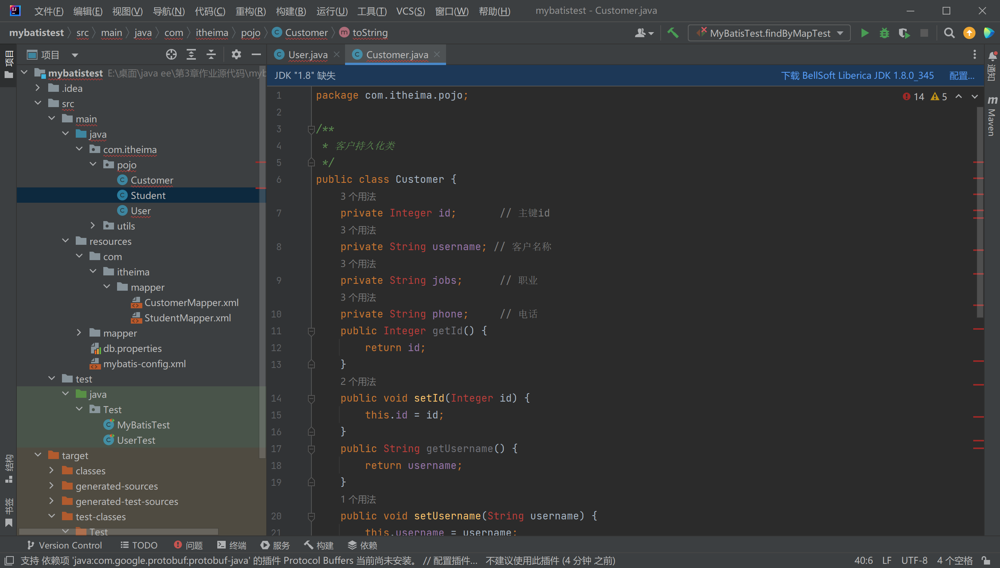 文件(F) 编辑(E) 视图(V) 导航(N) 代码(C) 重构(R) 构建(B) 运行(U) 工具(T) VCS(S) 窗口(W) 帮助(H) mybatistest - Customer.java
mybatistest src main java com itheima pojo Customer toString MyBatisTest.findByMapTest
项目
User.java Customer.java
JDK "1.8" 缺失 下载 BellSoft Liberica JDK 1.8.0_345 配置...
14 5
项目
结构
书签
mybatistest E:\桌面\java ee\第3章作业源代码\myb
.idea
src
main
java
com.itheima
pojo
Customer
Student
User
utils
resources
com
itheima
mapper
CustomerMapper.xml
StudentMapper.xml
mapper
db.properties
mybatis-config.xml
test
java
Test
MyBatisTest
UserTest
target
classes
generated-sources
generated-test-sources
test-classes
Test
1 package com.itheima.pojo;
2
3 /**
4 * 客户持久化类
5 */
6 public class Customer {
3 个用法
7 private Integer id; // 主键id
3 个用法
8 private String username; // 客户名称
3 个用法
9 private String jobs; // 职业
3 个用法
10 private String phone; // 电话
11 public Integer getId() {
12 return id;
13 }
2 个用法
14 public void setId(Integer id) {
15 this.id = id;
16 }
17 public String getUsername() {
18 return username;
19 }
1 个用法
20 public void setUsername(String username) {
21 this.username = username;
通知
m Maven
Version Control TODO 问题 终端 服务 构建 依赖
支持 依赖项 'java:com.google.protobuf:protobuf-java' 的插件 Protocol Buffers 当前尚未安装。 // 配置插件... 不建议使用此插件 (4 分钟 之前) 40:6 LF UTF-8 4 个空格